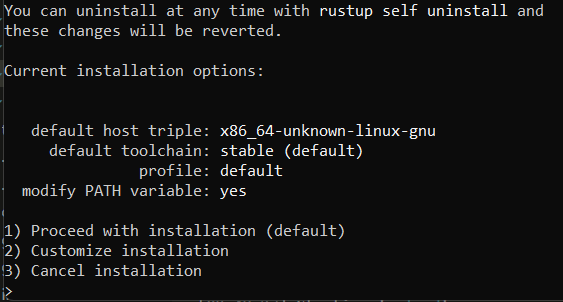 You can uninstall at any time with rustup self uninstall and
these changes will be reverted.
Current installation options:
default host triple: x86_64-unknown-linux-gnu
default toolchain: stable (default)
profile: default
modify PATH variable: yes
1) Proceed with installation (default)
2) Customize installation
3) Cancel installation
>